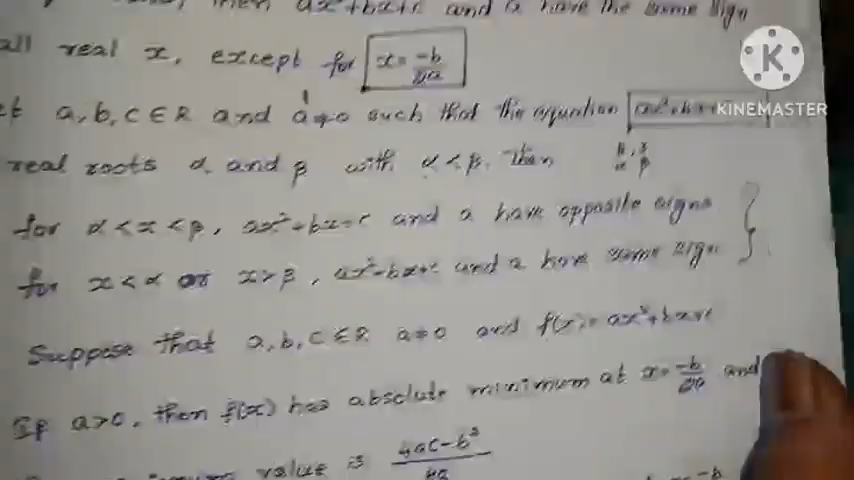 then ax²+bx+c and a have the same sign
all real x, except for x = -b/2a
KINEMASTER
a, b, c ∈ R and a≠0 such that the equation ax²+bx+
real roots α and β with α < β. Then
for α < x < β, ax²+bx+c and a have opposite signs
for x < α or x > β, ax²+bx+c and a have same sign
Suppose that a, b, c ∈ R a≠0 and f(x) = ax²+bx+c
If a>0, then f(x) has absolute minimum at x = -b/2a and
value is 4ac-b²/4a
-b